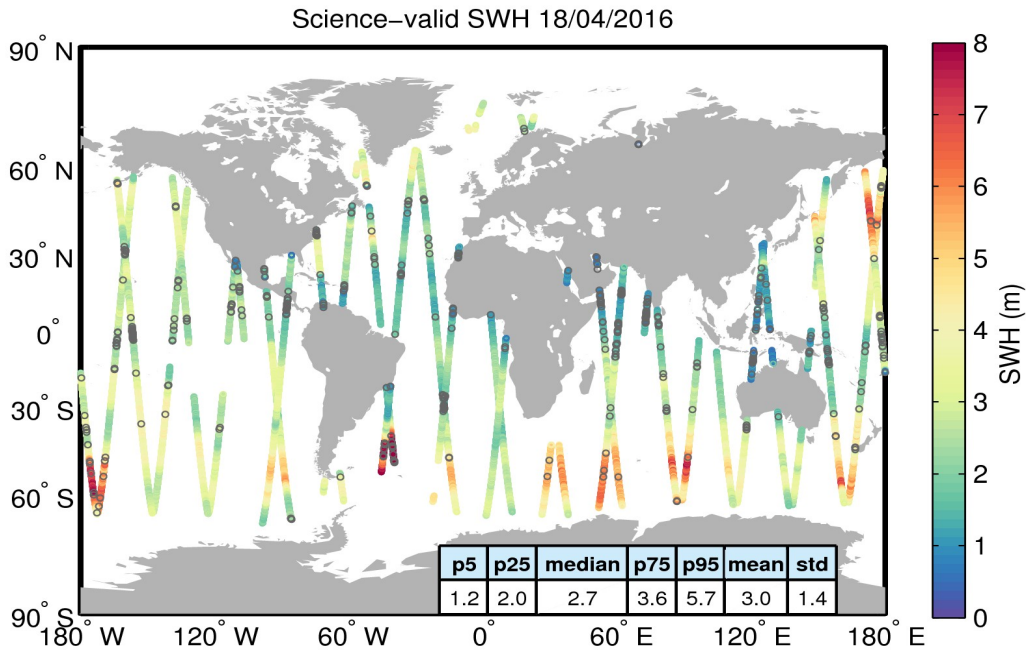 Science−valid SWH 18/04/2016
90° N
60° N
30° N
0°
30° S
60° S
90° S
180° W
120° W
60° W
0°
60° E
120° E
180° E
p5 p25 median p75 p95 mean std
1.2 2.0 2.7 3.6 5.7 3.0 1.4
8
7
6
5
4
3
2
1
0
SWH (m)